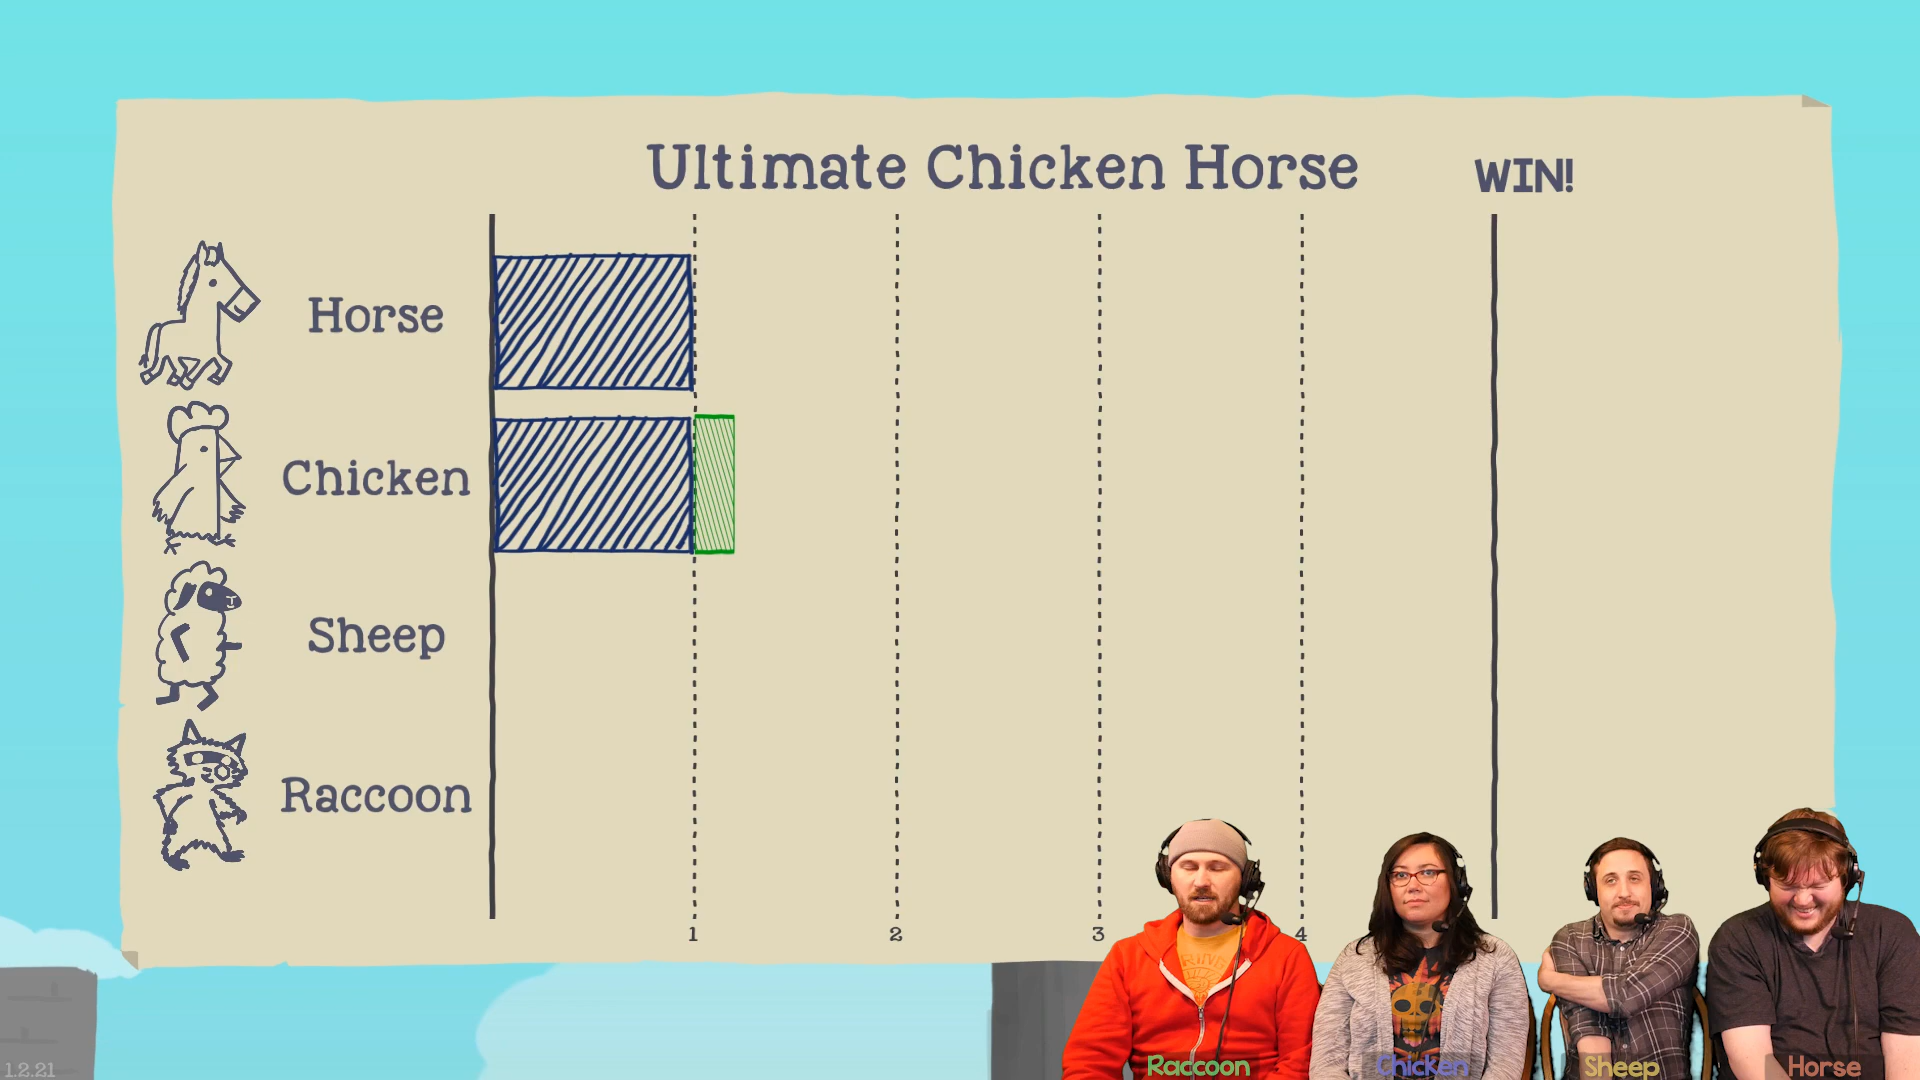 Ultimate Chicken Horse
WIN!
Horse
Chicken
Sheep
Raccoon
1 2 3 4
Raccoon Chicken Sheep Horse
1.2.21